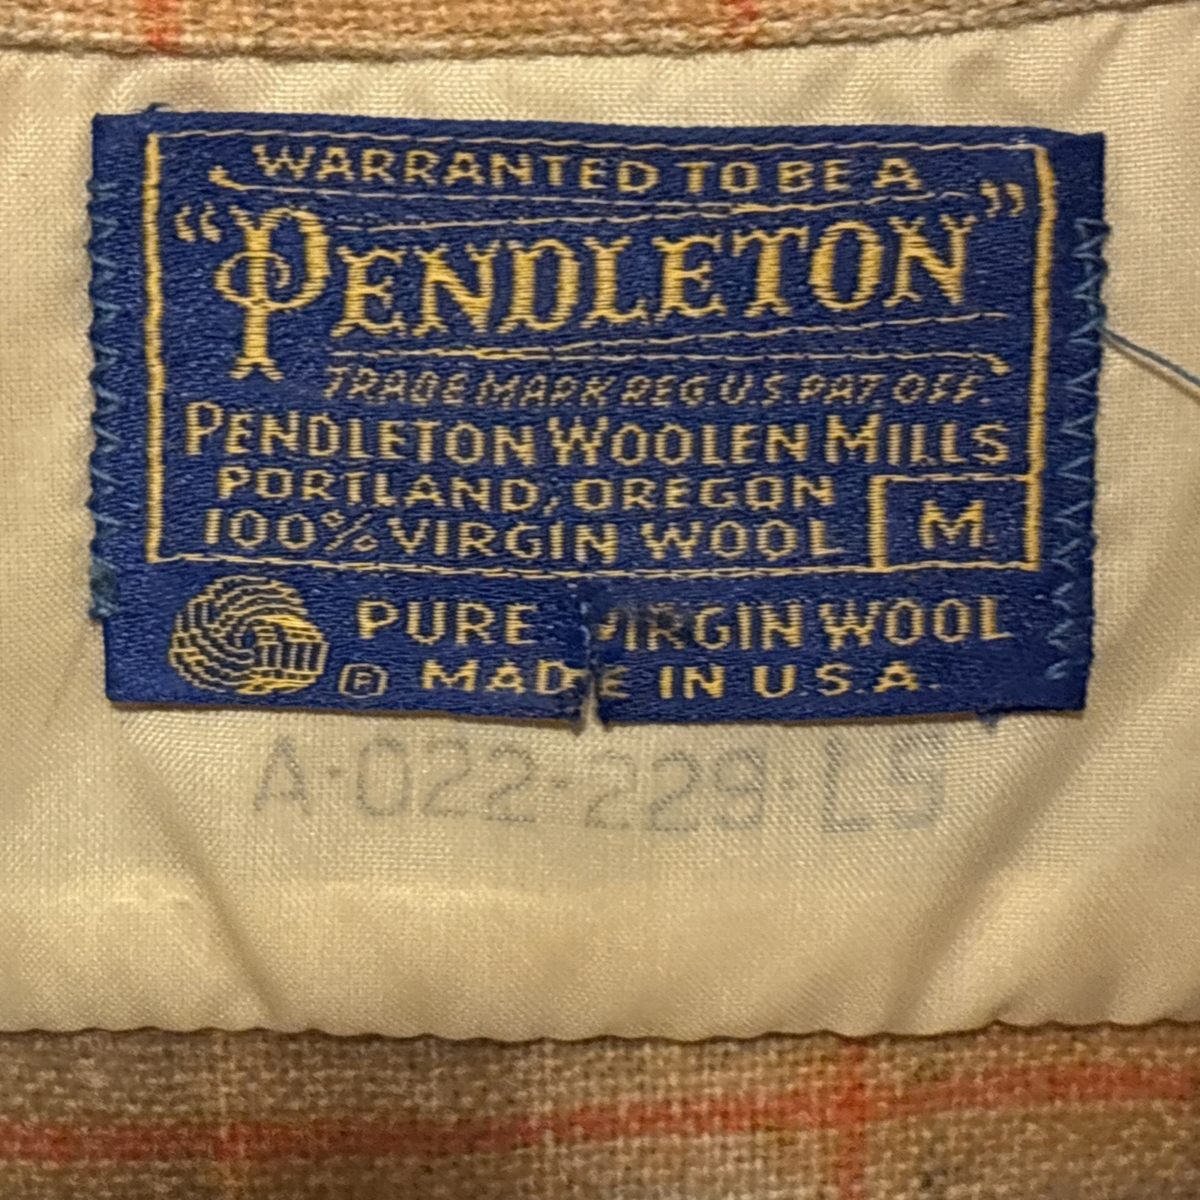 WARRANTED TO BE A
“PENDLETON”
TRADE MARK REG. U.S. PAT. OFF.
PENDLETON WOOLEN MILLS
PORTLAND, OREGON
100% VIRGIN WOOL
M
PURE VIRGIN WOOL
R MADE IN U.S.A.
A-022-229-L5